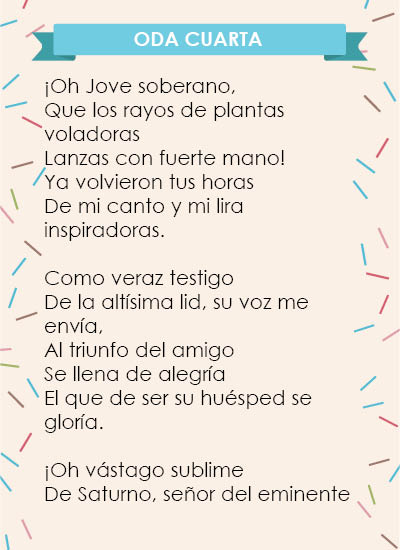 ODA CUARTA
¡Oh Jove soberano,
Que los rayos de plantas
voladoras
Lanzas con fuerte mano!
Ya volvieron tus horas
De mi canto y mi lira
inspiradoras.
Como veraz testigo
De la altísima lid, su voz me
envía,
Al triunfo del amigo
Se llena de alegría
El que de ser su huésped se
gloría.
¡Oh vástago sublime
De Saturno, señor del eminente